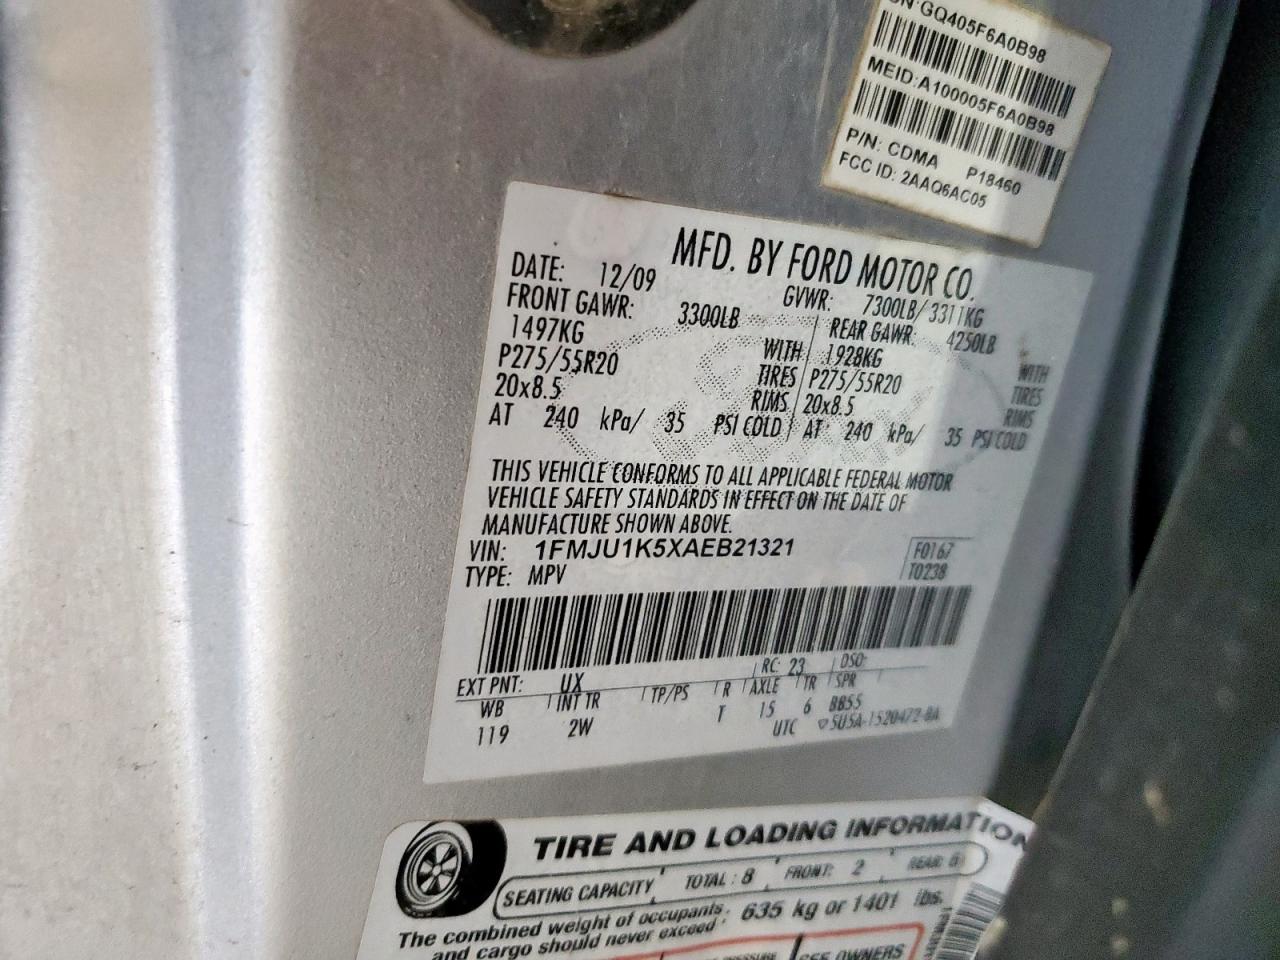 SN:GQ405F6A0B98
MEID:A100005F6A0B98
P/N: CDMA P18460
FCC ID: 2AAQ6AC05
MFD. BY FORD MOTOR CO.
DATE: 12/09 GVWR: 7300LB/ 3311KG
FRONT GAWR: 3300LB REAR GAWR: 4250LB
1497KG WITH 1928KG WITH
P275/55R20 TIRES P275/55R20 TIRES
20x8.5 RIMS 20x8.5 RIMS
AT 240 kPa/ 35 PSI COLD AT 240 kPa/ 35 PSI COLD
THIS VEHICLE CONFORMS TO ALL APPLICABLE FEDERAL MOTOR
VEHICLE SAFETY STANDARDS IN EFFECT ON THE DATE OF
MANUFACTURE SHOWN ABOVE.
VIN: 1FMJU1K5XAEB21321 F0167
TYPE: MPV T0238
EXT PNT: UX RC: 23 DSO:
WB INT TR TP/PS R AXLE TR SPR
119 2W T 15 6 BB55
UTC ▽5U5A-1520472-BA
TIRE AND LOADING INFORMATION
SEATING CAPACITY TOTAL : 8 FRONT: 2 REAR: 6
The combined weight of occupants 635 kg or 1401 lbs.
and cargo should never exceed
SEE OWNERS